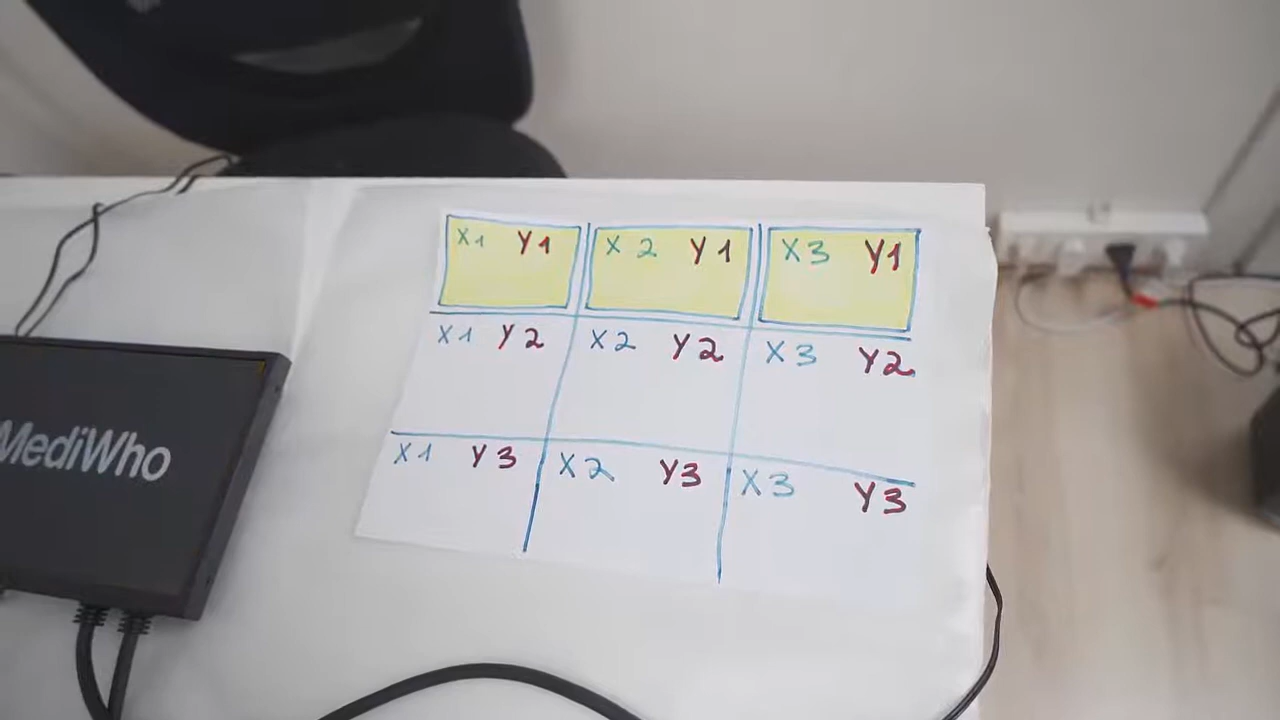 X1 Y1 X2 Y1 X3 Y1
X1 Y2 X2 Y2 X3 Y2
X1 Y3 X2 Y3 X3 Y3
MediWho